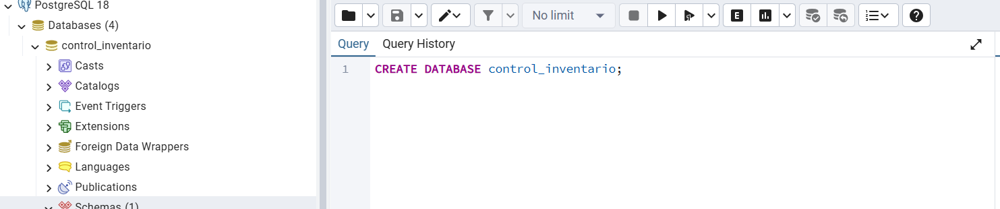 PostgreSQL 18
Databases (4)
control_inventario
Casts
Catalogs
Event Triggers
Extensions
Foreign Data Wrappers
Languages
Publications
Schemas (1)
No limit
E
Query Query History
1 CREATE DATABASE control_inventario;